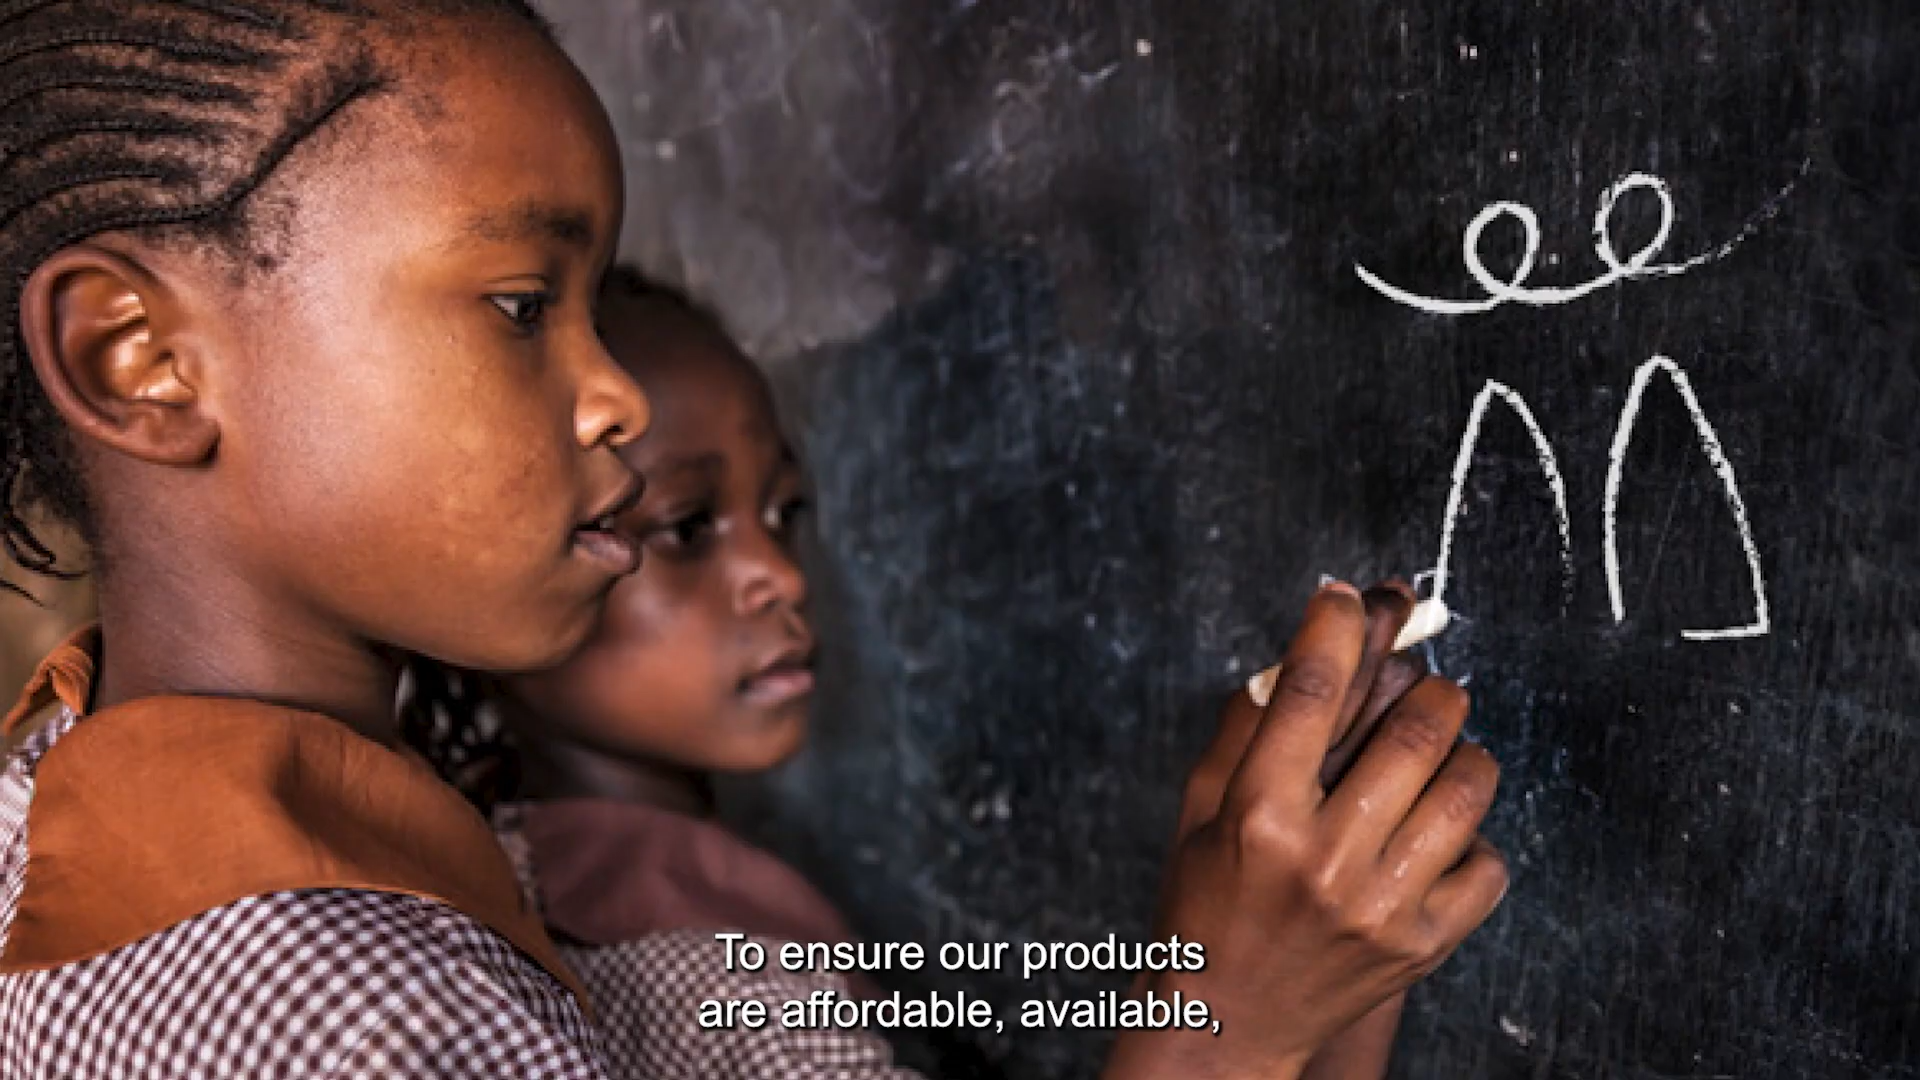 To ensure our products
are affordable, available,